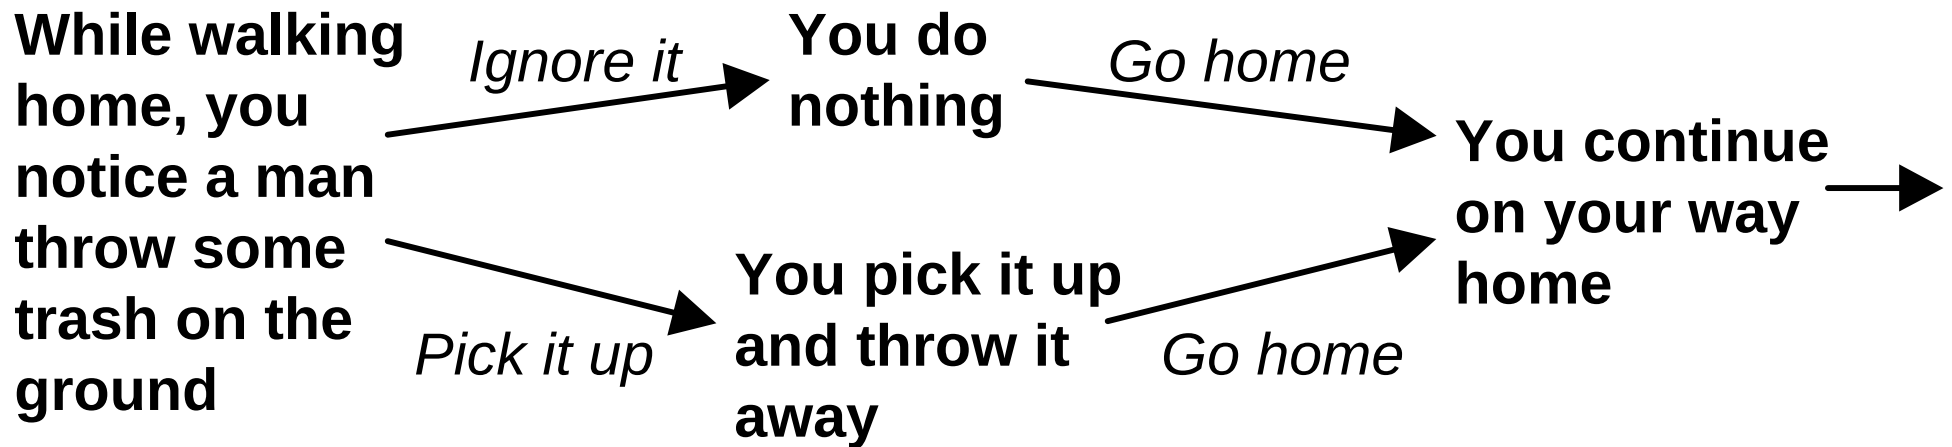 While walking
home, you
notice a man
throw some
trash on the
ground
Ignore it
Pick it up
You do
nothing
You pick it up
and throw it
away
Go home
Go home
You continue
on your way
home